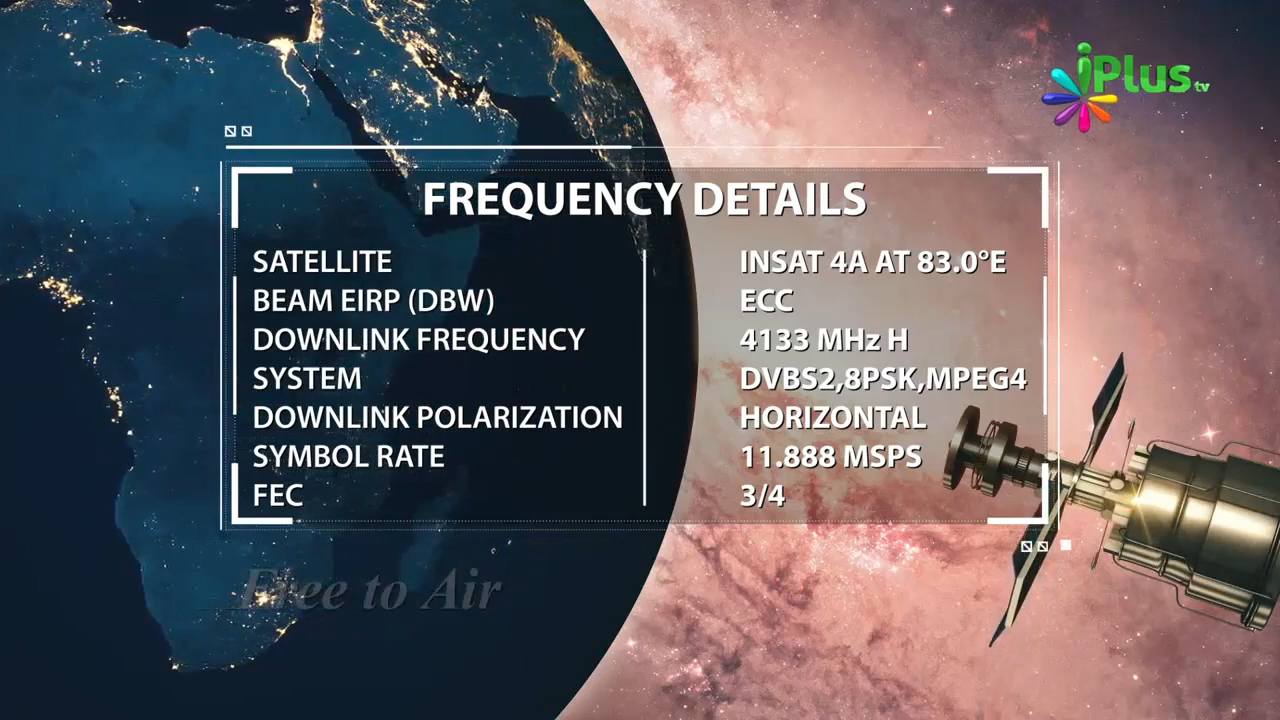 iPlus tv
FREQUENCY DETAILS
SATELLITE INSAT 4A AT 83.0°E
BEAM EIRP (DBW) ECC
DOWNLINK FREQUENCY 4133 MHz H
SYSTEM DVBS2,8PSK,MPEG4
DOWNLINK POLARIZATION HORIZONTAL
SYMBOL RATE 11.888 MSPS
FEC 3/4
Free to Air